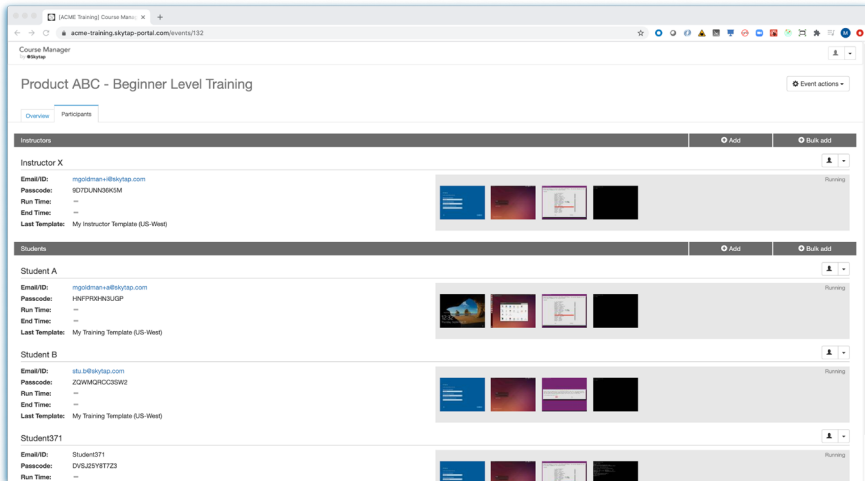 [ACME Training] Course Manag
acme-training.skytap-portal.com/events/132
Course Manager
by Skytap
Product ABC - Beginner Level Training
Event actions
Overview
Participants
Instructors
Add
Bulk add
Instructor X
Email/ID: mgoldman+i@skytap.com
Running
Passcode: 9D7DUNN36K5M
Run Time: —
End Time: —
Last Template: My Instructor Template (US-West)
Students
Add
Bulk add
Student A
Email/ID: mgoldman+a@skytap.com
Running
Passcode: HNFPRXHN3UGP
Run Time: —
End Time: —
Last Template: My Training Template (US-West)
Student B
Email/ID: stu.b@skytap.com
Running
Passcode: ZQWMQRCC3SW2
Run Time: —
End Time: —
Last Template: My Training Template (US-West)
Student371
Email/ID: Student371
Running
Passcode: DVSJ25Y8T7Z3
Run Time: —